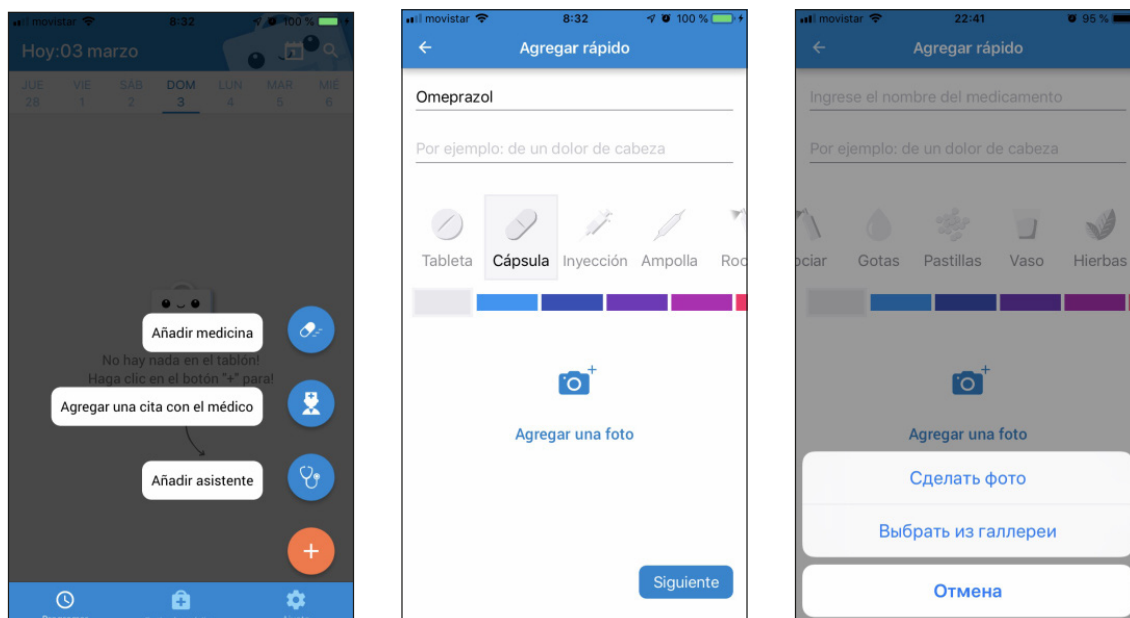 movistar
8:32
100 %
Hoy:03 marzo
JUE VIE SÁB DOM LUN MAR MIÉ
28 1 2 3 4 5 6
No hay nada en el tablón!
Haga clic en el botón "+" para!
Añadir medicina
Agregar una cita con el médico
Añadir asistente
movistar
8:32
100 %
Agregar rápido
Omeprazol
Por ejemplo: de un dolor de cabeza
Tableta Cápsula Inyección Ampolla Roc
Agregar una foto
Siguiente
movistar
22:41
95 %
Agregar rápido
Ingrese el nombre del medicamento
Por ejemplo: de un dolor de cabeza
ociar Gotas Pastillas Vaso Hierbas
Agregar una foto
Сделать фото
Выбрать из галлереи
Отмена